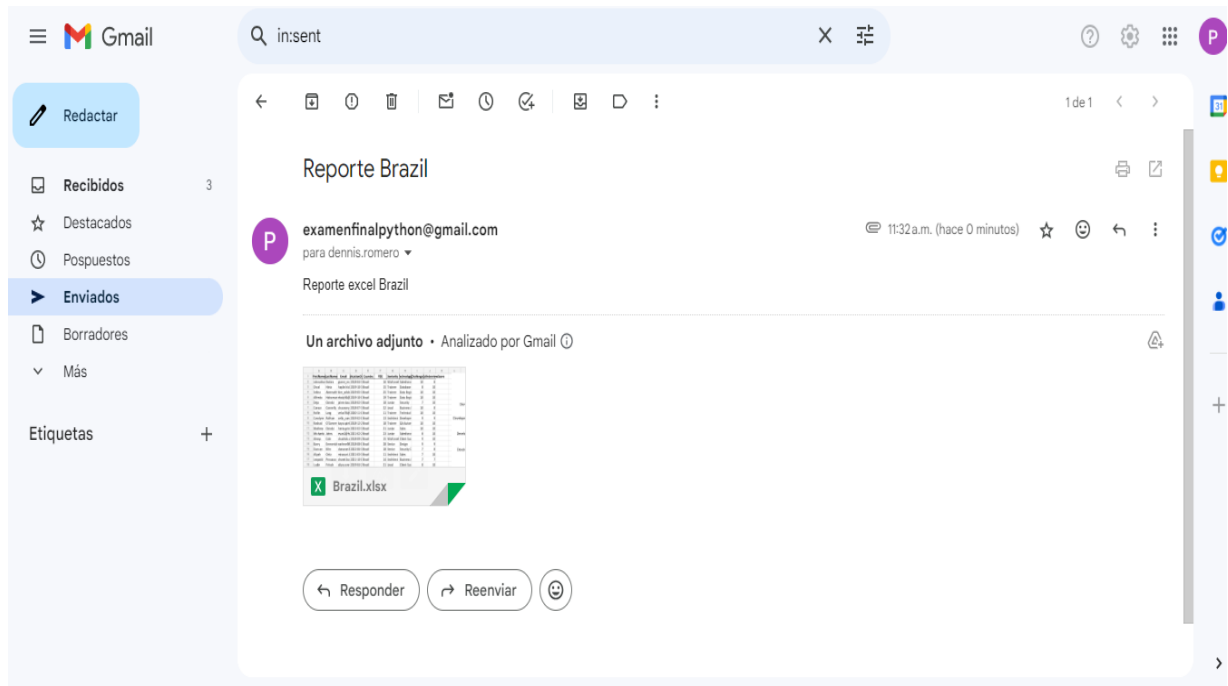 Gmail
in:sent
P
Redactar
1 de 1
31
Reporte Brazil
Recibidos 3
Destacados
P
examenfinalpython@gmail.com
11:32 a.m. (hace 0 minutos)
para dennis.romero
Pospuestos
Reporte excel Brazil
Enviados
Borradores
Un archivo adjunto • Analizado por Gmail
Más
Etiquetas
X Brazil.xlsx
Responder
Reenviar